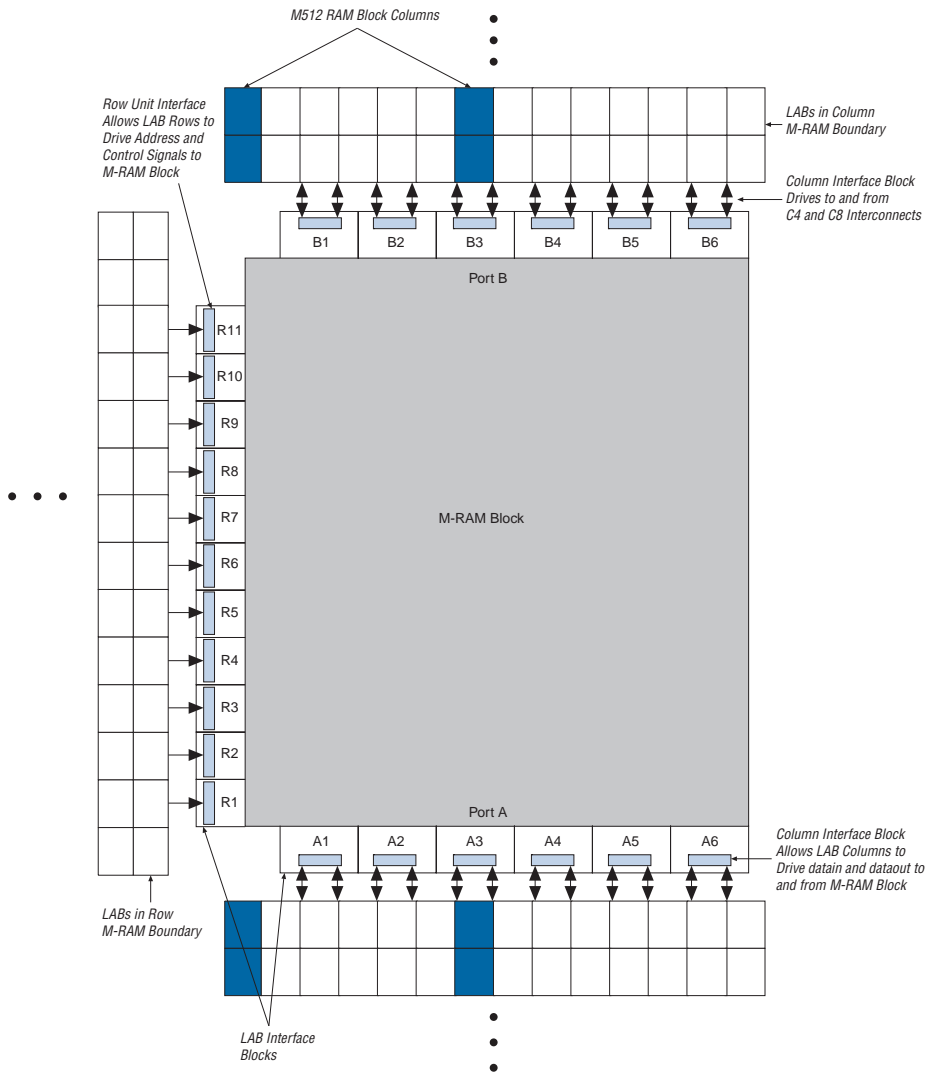 M512 RAM Block Columns
Row Unit Interface
Allows LAB Rows to
Drive Address and
Control Signals to
M-RAM Block
LABs in Column
M-RAM Boundary
Column Interface Block
Drives to and from
C4 and C8 Interconnects
B1 B2 B3 B4 B5 B6
Port B
R11
R10
R9
R8
R7
M-RAM Block
R6
R5
R4
R3
R2
R1
Port A
A1 A2 A3 A4 A5 A6
Column Interface Block
Allows LAB Columns to
Drive datain and dataout to
and from M-RAM Block
LABs in Row
M-RAM Boundary
LAB Interface
Blocks